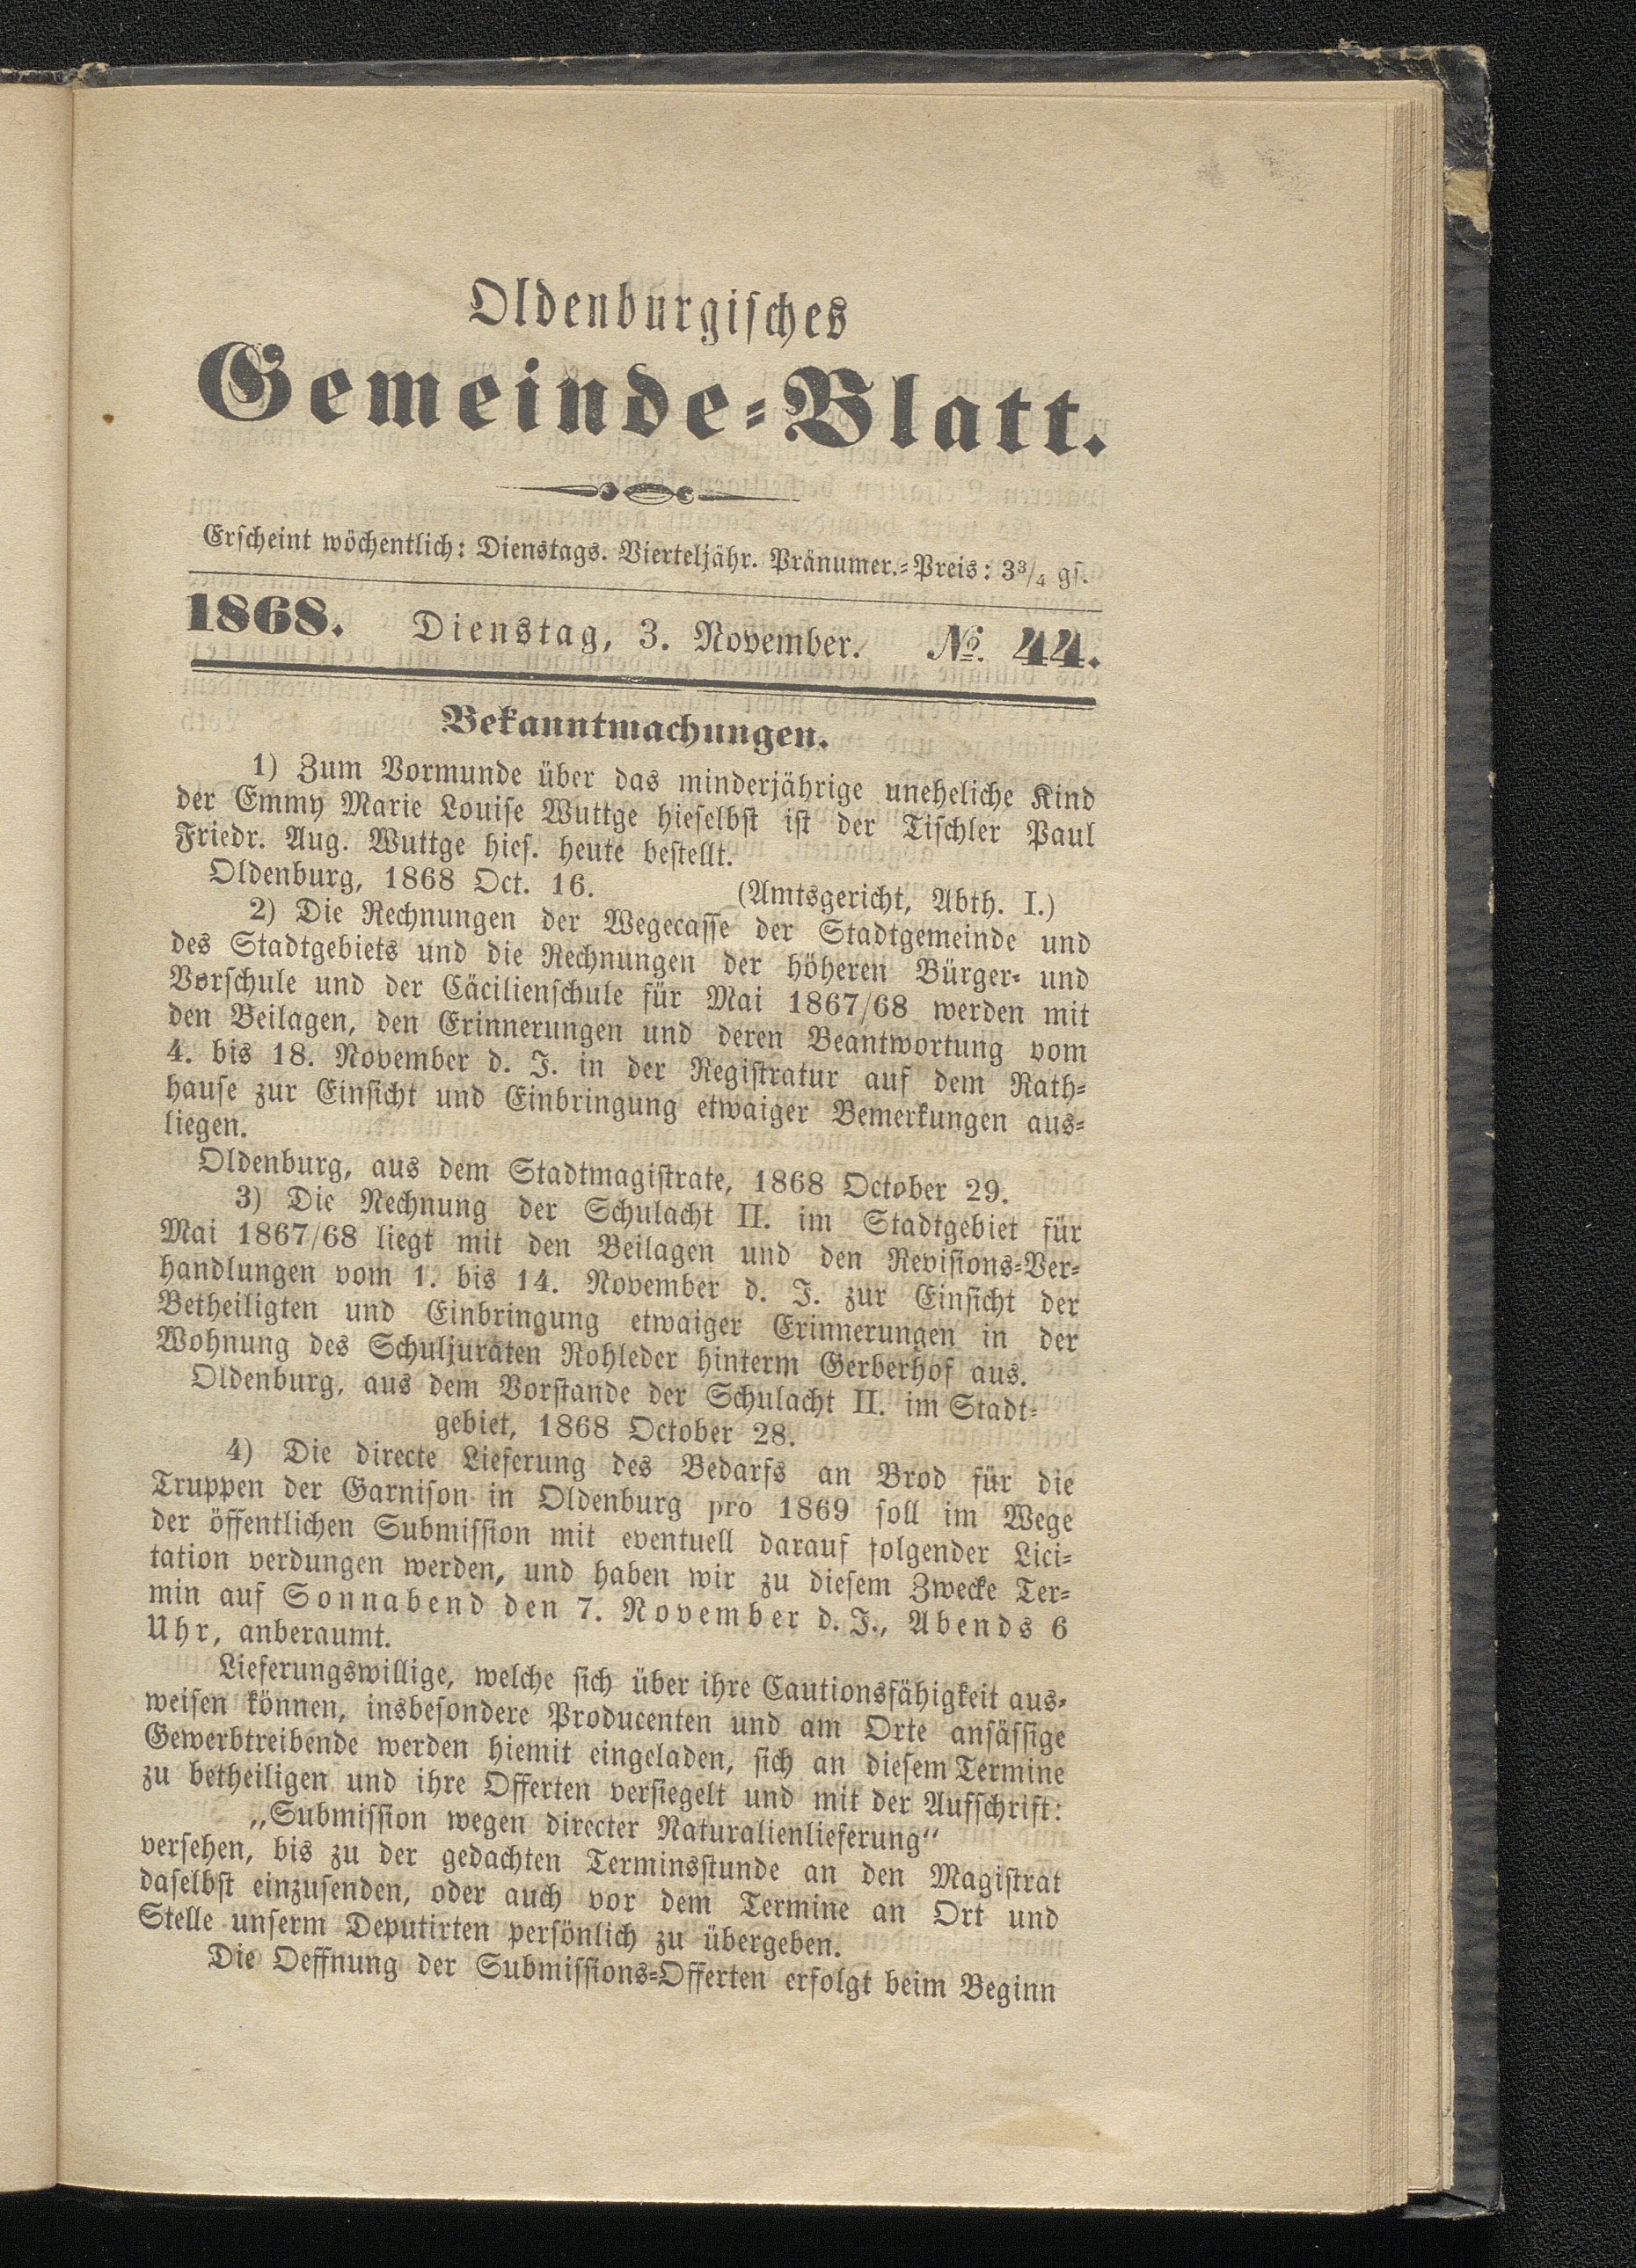 Oldenburgisches
Gemeinde-Blatt.
Erscheint wöchentlich: Dienstags. Vierteljähr. Pränumer.-Preis: 3¾ gs.
1868. Dienstag, 3. November. No. 44.
Bekanntmachungen.
1) Zum Vormunde über das minderjährige uneheliche Kind
der Emmy Marie Louise Wuttge hieselbst ist der Tischler Paul
Friedr. Aug. Wuttge hies. heute bestellt.
Oldenburg, 1868 Oct. 16. (Amtsgericht, Abth. I.)
2) Die Rechnungen der Wegecasse der Stadtgemeinde und
des Stadtgebiets und die Rechnungen der höheren Bürger- und
Vorschule und der Cäcilienschule für Mai 1867/68 werden mit
den Beilagen, den Erinnerungen und deren Beantwortung vom
4. bis 18. November d. J. in der Registratur auf dem Rath-
hause zur Einsicht und Einbringung etwaiger Bemerkungen aus-
liegen.
Oldenburg, aus dem Stadtmagistrate, 1868 October 29.
3) Die Rechnung der Schulacht II. im Stadtgebiet für
Mai 1867/68 liegt mit den Beilagen und den Revisions-Ver-
handlungen vom 1. bis 14. November d. J. zur Einsicht der
Betheiligten und Einbringung etwaiger Erinnerungen in der
Wohnung des Schuljuraten Rohleder hinterm Gerberhof aus.
Oldenburg, aus dem Vorstande der Schulacht II. im Stadt-
gebiet, 1868 October 28.
4) Die directe Lieferung des Bedarfs an Brod für die
Truppen der Garnison in Oldenburg pro 1869 soll im Wege
der öffentlichen Submission mit eventuell darauf folgender Lici-
tation verdungen werden, und haben wir zu diesem Zwecke Ter-
min auf Sonnabend den 7. November d. J., Abends 6
Uhr, anberaumt.
Lieferungswillige, welche sich über ihre Cautionsfähigkeit aus-
weisen können, insbesondere Producenten und am Orte ansässige
Gewerbtreibende werden hiemit eingeladen, sich an diesem Termine
zu betheiligen und ihre Offerten versiegelt und mit der Aufschrift:
„Submission wegen directer Naturalienlieferung“
versehen, bis zu der gedachten Terminsstunde an den Magistrat
daselbst einzusenden, oder auch vor dem Termine an Ort und
Stelle unserm Deputirten persönlich zu übergeben.
Die Oeffnung der Submissions-Offerten erfolgt beim Beginn